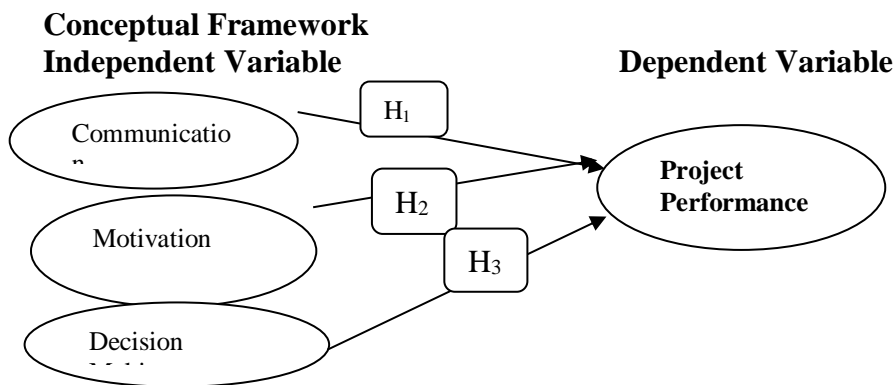 Conceptual Framework
Independent Variable
Dependent Variable
H₁
Communicatio
n
Project
Performance
H₂
Motivation
H₃
Decision